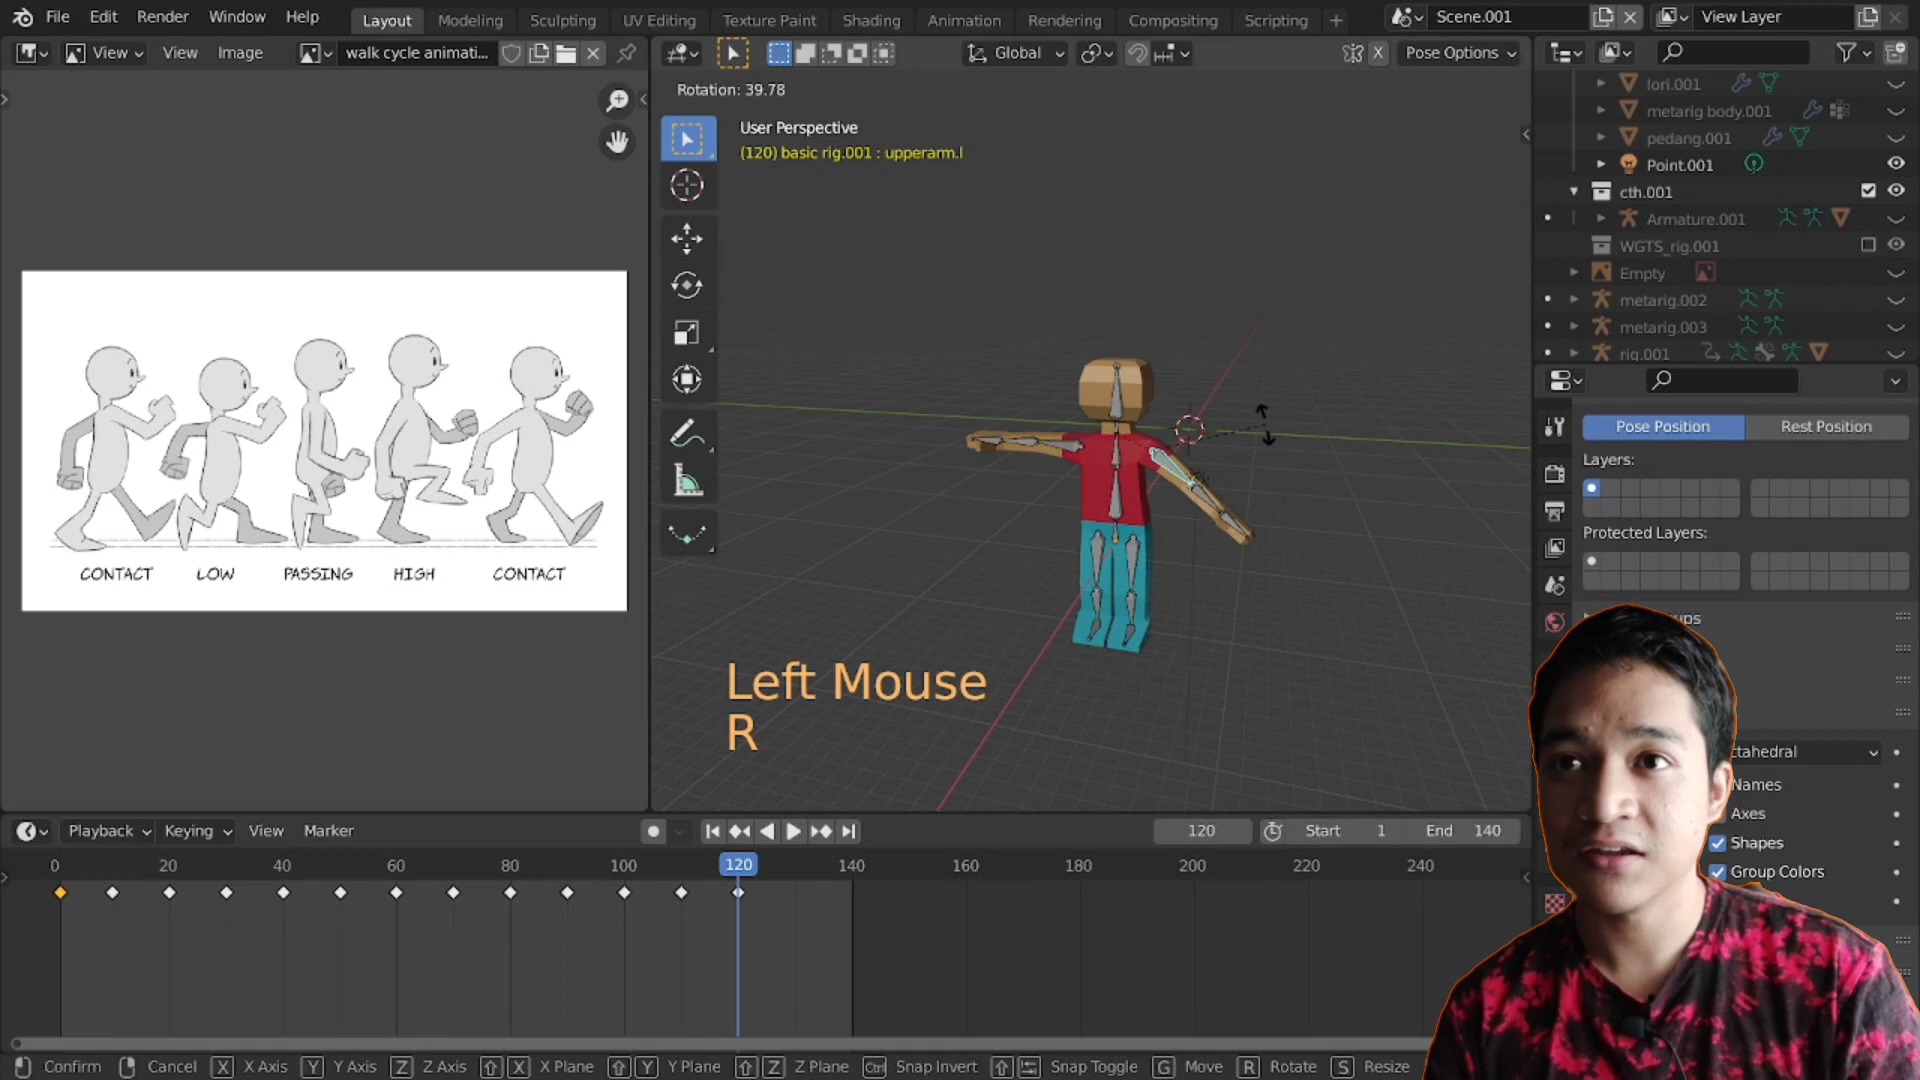 File Edit Render Window Help
Layout Modeling Sculpting UV Editing Texture Paint Shading Animation Rendering Compositing Scripting +
Scene.001
View Layer
View View Image walk cycle animati...
Global
X
Pose Options
Rotation: 39.78
User Perspective
(120) basic rig.001 : upperarm.l
CONTACT LOW PASSING HIGH CONTACT
Left Mouse
R
lori.001
metarig body.001
pedang.001
Point.001
cth.001
Armature.001
WGTS_rig.001
Empty
metarig.002
metarig.003
rig.001
Pose Position Rest Position
Layers:
Protected Layers:
tahedral
Names
Axes
Shapes
Group Colors
Playback Keying View Marker
120 Start 1 End 140
0 20 40 60 80 100 120 140 160 180 200 220 240
Confirm Cancel X X Axis Y Y Axis Z Z Axis X X Plane Y Y Plane Z Z Plane Ctrl Snap Invert Snap Toggle G Move R Rotate S Resize